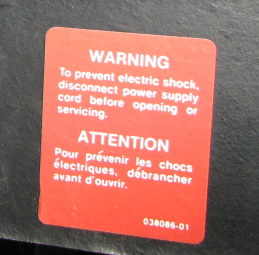 WARNING
To prevent electric shock,
disconnect power supply
cord before opening or
servicing.
ATTENTION
Pour prévenir les chocs
électriques, débrancher
avant d'ouvrir.
036086-01